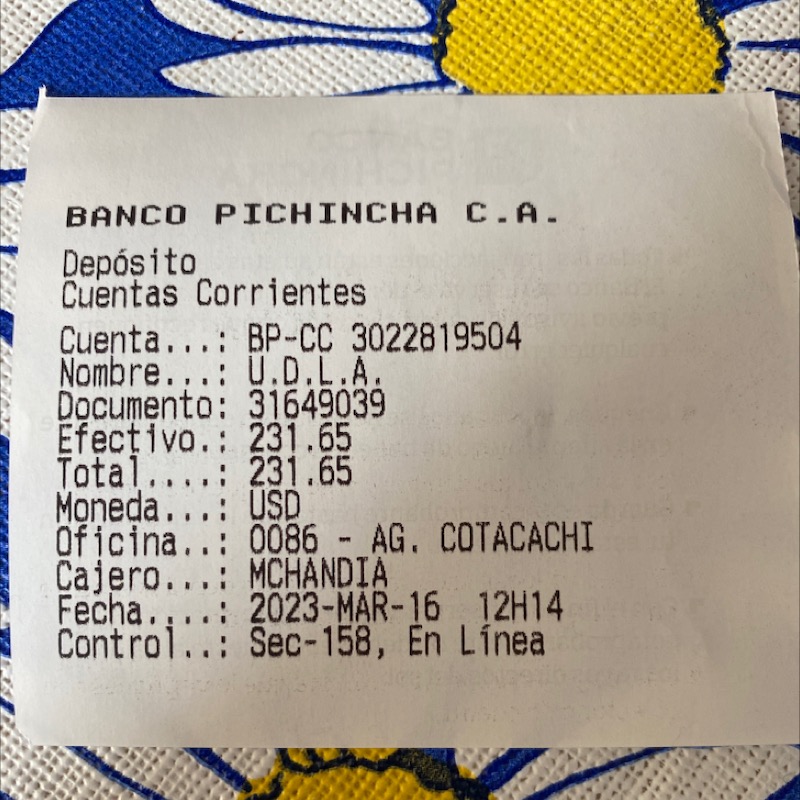 BANCO PICHINCHA C.A.
Depósito
Cuentas Corrientes
Cuenta...: BP-CC 3022819504
Nombre...: U.D.L.A.
Documento: 31649039
Efectivo.: 231.65
Total....: 231.65
Moneda...: USD
Oficina..: 0086 - AG. COTACACHI
Cajero...: MCHANDIA
Fecha....: 2023-MAR-16  12H14
Control..: Sec-158, En Línea